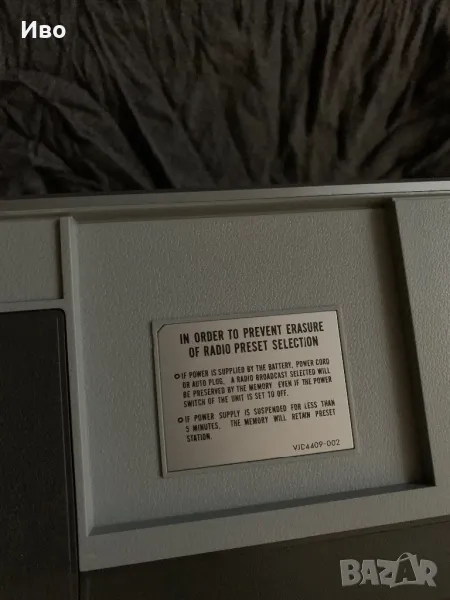 Иво
IN ORDER TO PREVENT ERASURE
OF RADIO PRESET SELECTION
IF POWER IS SUPPLIED BY THE BATTERY, POWER CORD
OR AUTO PLUG, A RADIO BROADCAST SELECTED WILL
BE PRESERVED BY THE MEMORY EVEN IF THE POWER
SWITCH OF THE UNIT IS SET TO OFF.
IF POWER SUPPLY IS SUSPENDED FOR LESS THAN
5 MINUTES, THE MEMORY WILL RETAIN PRESET
STATION.
VJC4409-002
BAZAR